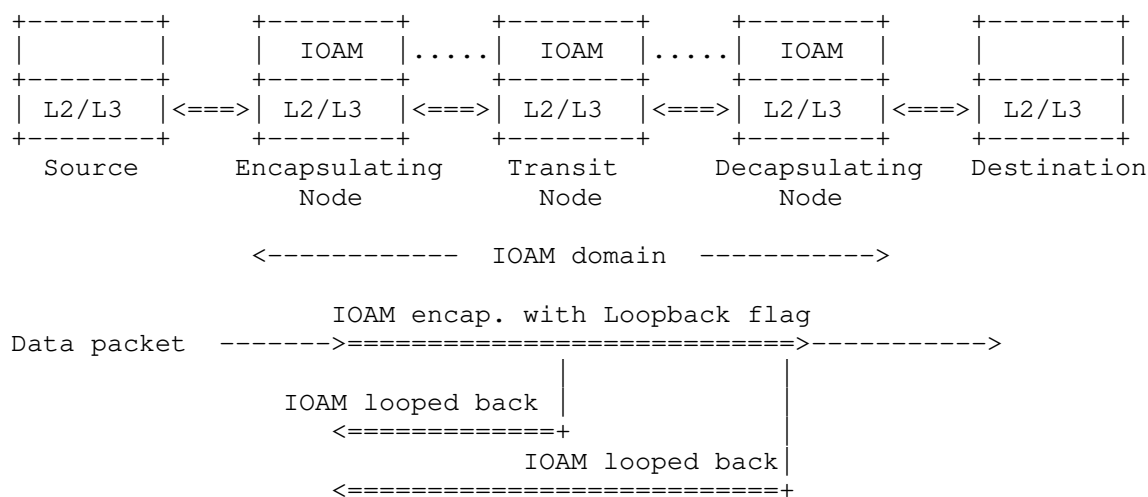 IOAM IOAM IOAM
L2/L3 L2/L3 L2/L3 L2/L3 L2/L3
Source Encapsulating Transit Decapsulating Destination
Node Node Node
IOAM domain
IOAM encap. with Loopback flag
Data packet
IOAM looped back
IOAM looped back